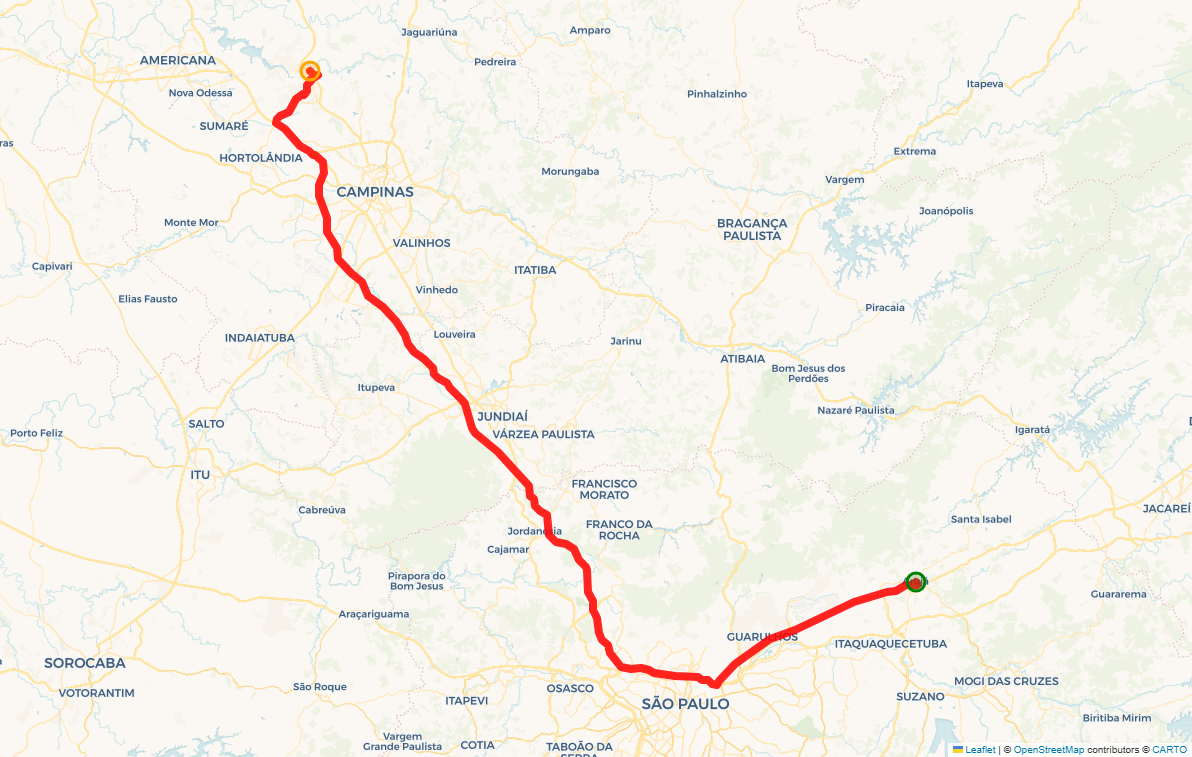 Jaguariúna
Amparo
AMERICANA
Pedreira
Itapeva
Nova Odessa
Pinhalzinho
SUMARÉ
HORTOLÂNDIA
Extrema
Morungaba
Vargem
CAMPINAS
Joanópolis
Monte Mor
BRAGANÇA
PAULISTA
VALINHOS
Capivari
ITATIBA
Elias Fausto
Vinhedo
Piracaia
INDAIATUBA
Louveira
Jarinu
ATIBAIA
Bom Jesus dos
Perdões
Itupeva
Nazaré Paulista
SALTO
JUNDIAÍ
Porto Feliz
VÁRZEA PAULISTA
Igaratá
ITU
FRANCISCO
MORATO
Cabreúva
JACAREÍ
Santa Isabel
FRANCO DA
ROCHA
Jordanésia
Cajamar
Pirapora do
Bom Jesus
Guararema
Araçariguama
GUARULHOS
ITAQUAQUECETUBA
SOROCABA
MOGI DAS CRUZES
São Roque
OSASCO
VOTORANTIM
SUZANO
ITAPEVI
SÃO PAULO
Biritiba Mirim
Vargem
Grande Paulista
COTIA
TABOÃO DA
SERRA
Leaflet | © OpenStreetMap contributors © CARTO